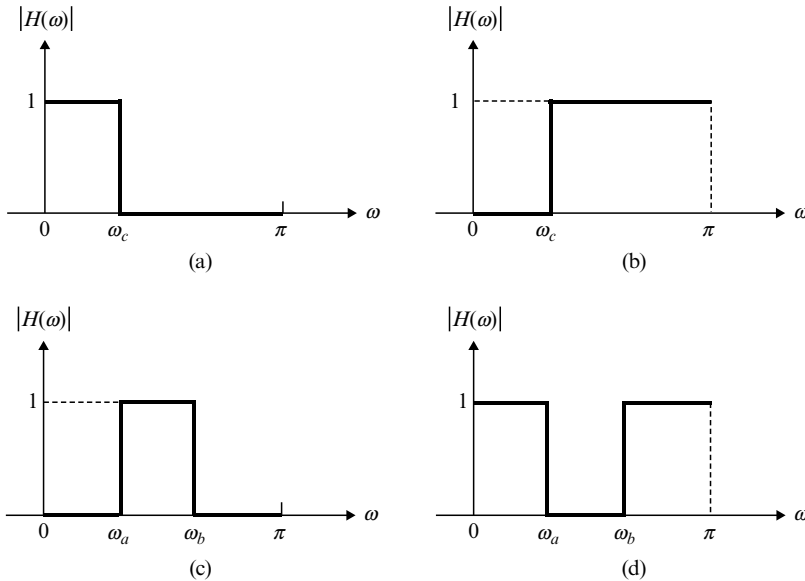 |H(ω)|
1
0 ω_c π ω
(a)
|H(ω)|
1
0 ω_c π ω
(b)
|H(ω)|
1
0 ω_a ω_b π ω
(c)
|H(ω)|
1
0 ω_a ω_b π ω
(d)